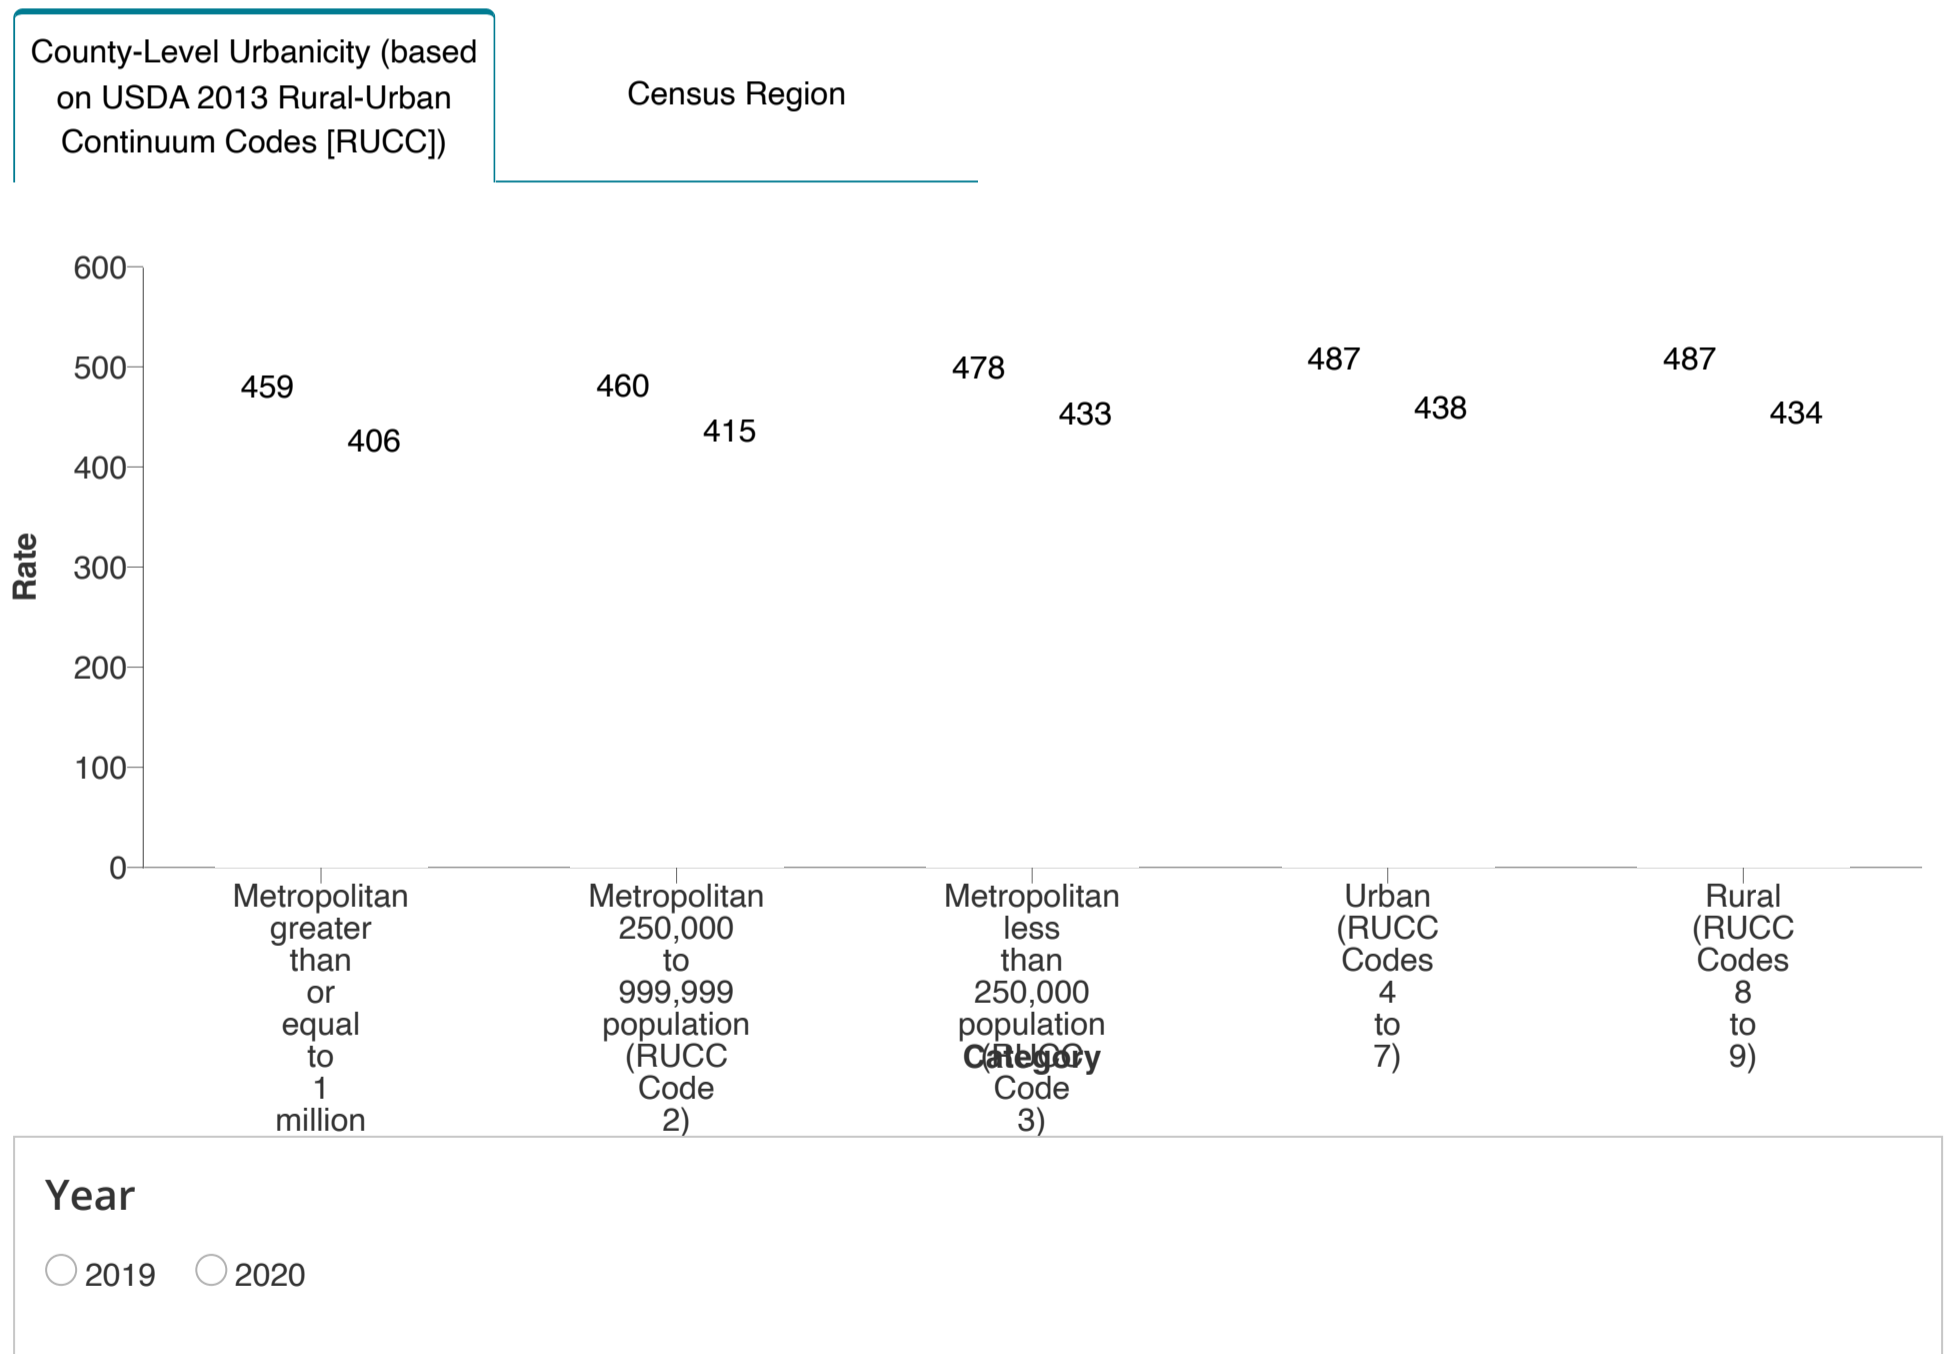 County-Level Urbanicity (based
on USDA 2013 Rural-Urban
Continuum Codes [RUCC])
Census Region
600
500
400
300
200
100
0
Rate
459
406
460
415
478
433
487
438
487
434
Metropolitan
greater
than
or
equal
to
1
million
Metropolitan
250,000
to
999,999
population
(RUCC
Code
2)
Metropolitan
less
than
250,000
population
(RUCC
Code
3)
Urban
(RUCC
Codes
4
to
7)
Rural
(RUCC
Codes
8
to
9)
Category
Year
2019
2020